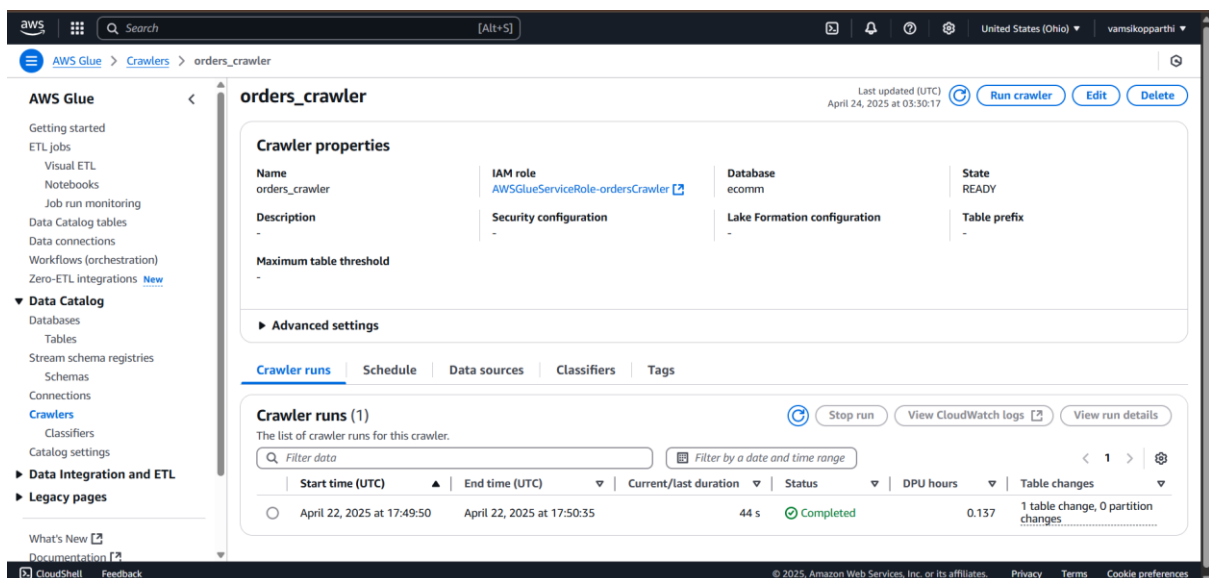 aws
Search
[Alt+S]
United States (Ohio) ▼
vamsikopparthi ▼
AWS Glue > Crawlers > orders_crawler
AWS Glue
Getting started
ETL jobs
Visual ETL
Notebooks
Job run monitoring
Data Catalog tables
Data connections
Workflows (orchestration)
Zero-ETL integrations New
Data Catalog
Databases
Tables
Stream schema registries
Schemas
Connections
Crawlers
Classifiers
Catalog settings
Data Integration and ETL
Legacy pages
What's New
Documentation
orders_crawler
Last updated (UTC)
April 24, 2025 at 03:30:17
Run crawler
Edit
Delete
Crawler properties
Name
orders_crawler
IAM role
AWSGlueServiceRole-ordersCrawler
Database
ecomm
State
READY
Description
-
Security configuration
-
Lake Formation configuration
-
Table prefix
-
Maximum table threshold
-
Advanced settings
Crawler runs
Schedule
Data sources
Classifiers
Tags
Crawler runs (1)
The list of crawler runs for this crawler.
Stop run
View CloudWatch logs
View run details
Filter data
Filter by a date and time range
< 1 >
Start time (UTC) End time (UTC) Current/last duration Status DPU hours Table changes
April 22, 2025 at 17:49:50 April 22, 2025 at 17:50:35 44 s Completed 0.137 1 table change, 0 partition
changes
CloudShell Feedback
© 2025, Amazon Web Services, Inc. or its affiliates. Privacy Terms Cookie preferences